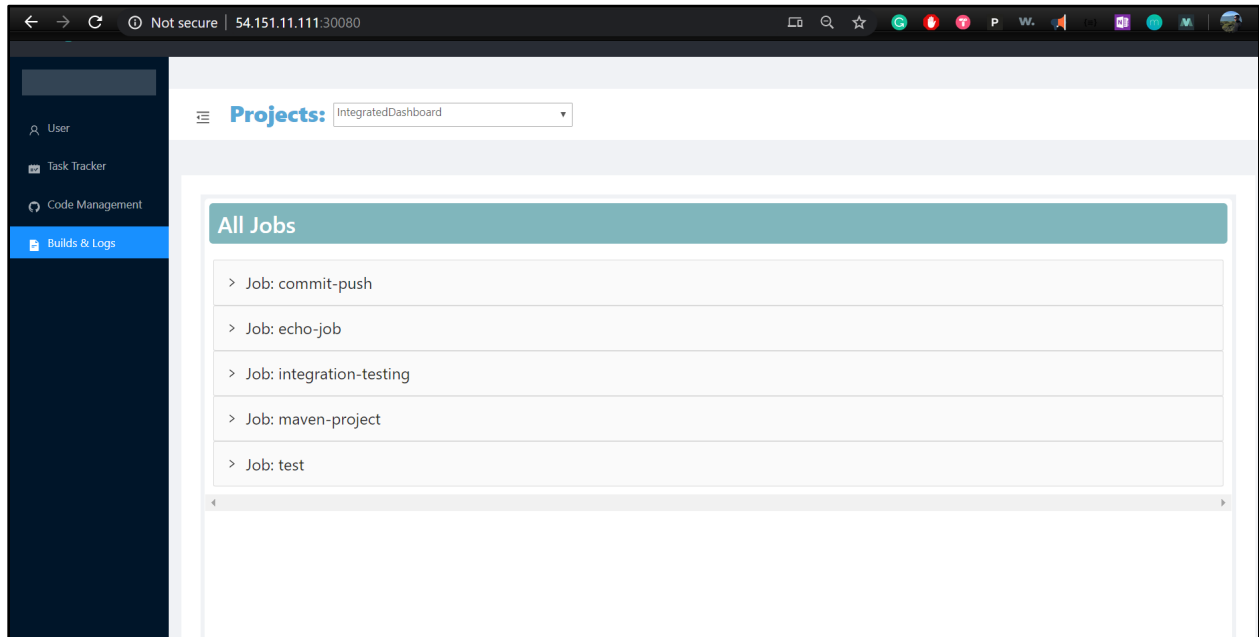 Not secure | 54.151.11.111:30080
Projects: IntegratedDashboard
User
Task Tracker
Code Management
Builds & Logs
All Jobs
Job: commit-push
Job: echo-job
Job: integration-testing
Job: maven-project
Job: test